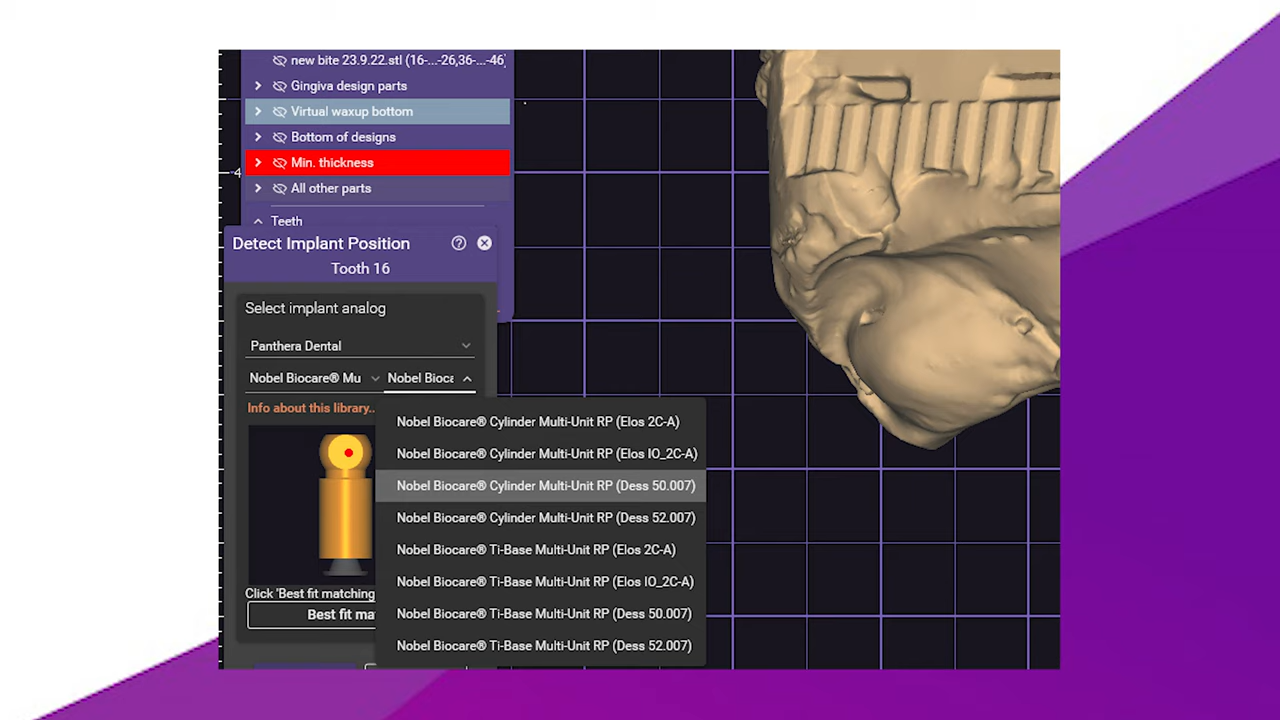 new bite 23.9.22.stl (16-...-26,36-...-46)
Gingiva design parts
Virtual waxup bottom
Bottom of designs
-4
Min. thickness
All other parts
Teeth
Detect Implant Position
Tooth 16
Select implant analog
Panthera Dental
Nobel Biocare® Mu
Nobel Bioca
Info about this library..
Nobel Biocare® Cylinder Multi-Unit RP (Elos 2C-A)
Nobel Biocare® Cylinder Multi-Unit RP (Elos IO_2C-A)
Nobel Biocare® Cylinder Multi-Unit RP (Dess 50.007)
Nobel Biocare® Cylinder Multi-Unit RP (Dess 52.007)
Nobel Biocare® Ti-Base Multi-Unit RP (Elos 2C-A)
Nobel Biocare® Ti-Base Multi-Unit RP (Elos IO_2C-A)
Nobel Biocare® Ti-Base Multi-Unit RP (Dess 50.007)
Nobel Biocare® Ti-Base Multi-Unit RP (Dess 52.007)
Click 'Best fit matching
Best fit ma